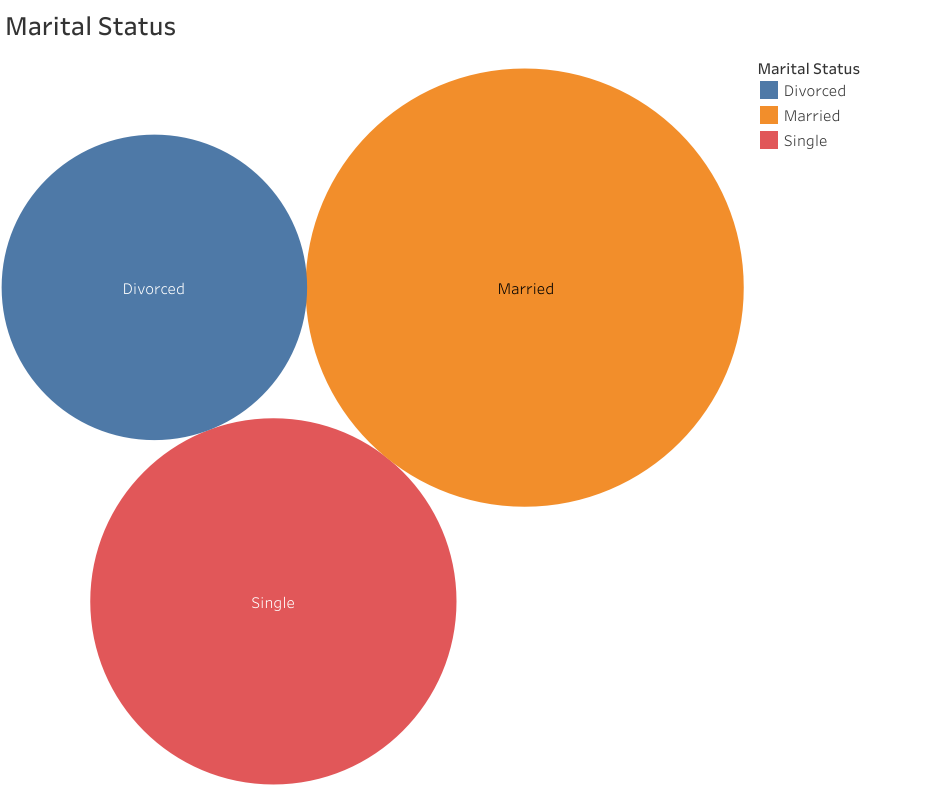 Marital Status
Marital Status
Divorced
Married
Single
Divorced
Married
Single